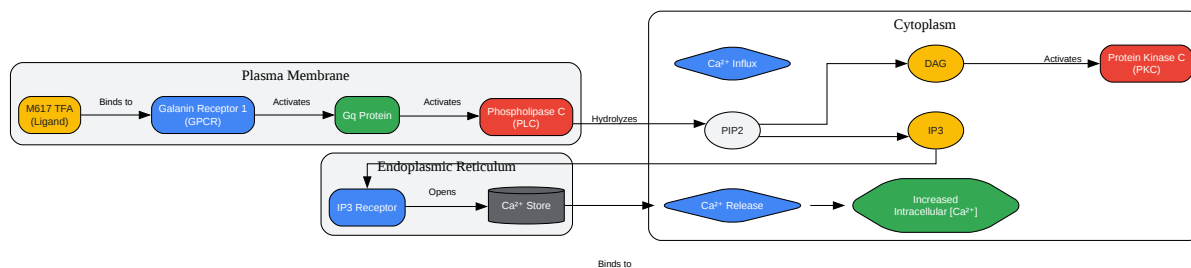 Cytoplasm
Plasma Membrane
Ca²⁺ Influx
DAG
Activates
Protein Kinase C
(PKC)
M617 TFA
(Ligand)
Binds to
Galanin Receptor 1
(GPCR)
Activates
Gq Protein
Activates
Phospholipase C
(PLC)
Hydrolyzes
PIP2
IP3
Endoplasmic Reticulum
IP3 Receptor
Opens
Ca²⁺ Store
Ca²⁺ Release
Increased
Intracellular [Ca²⁺]
Binds to